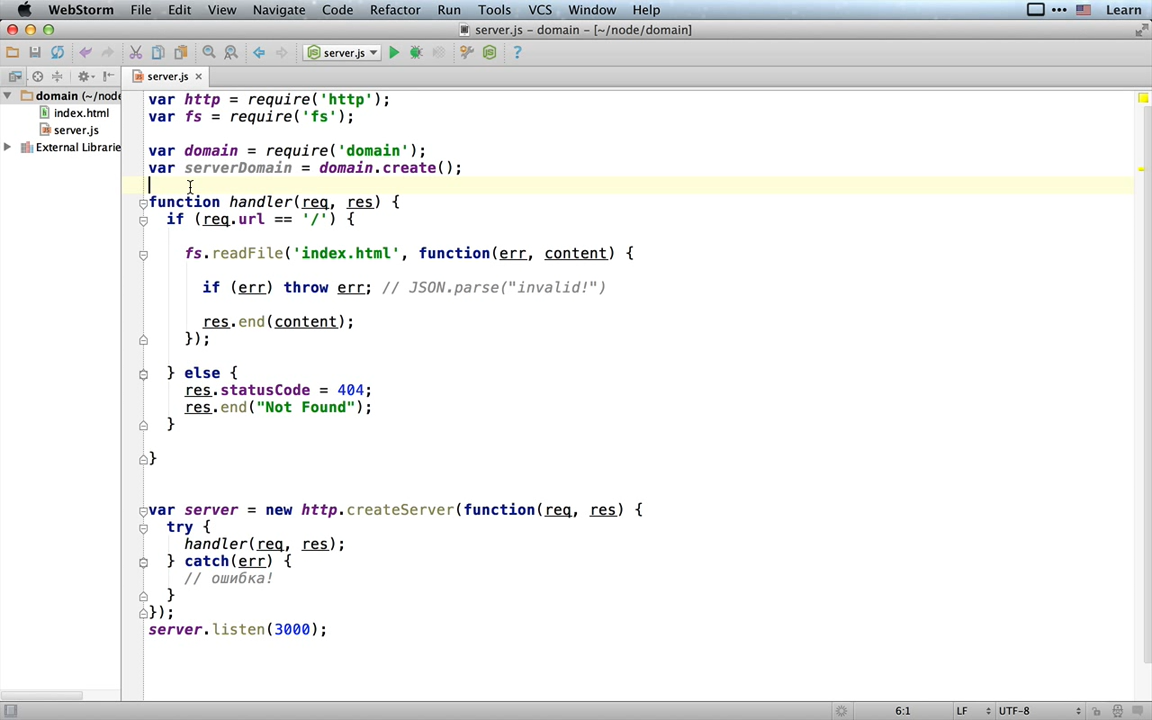 WebStorm File Edit View Navigate Code Refactor Run Tools VCS Window Help Learn
server.js – domain – [~/node/domain]
server.js
server.js
domain (~/node
index.html
server.js
External Librarie
var http = require('http');
var fs = require('fs');
var domain = require('domain');
var serverDomain = domain.create();
function handler(req, res) {
if (req.url == '/') {
fs.readFile('index.html', function(err, content) {
if (err) throw err; // JSON.parse("invalid!")
res.end(content);
});
} else {
res.statusCode = 404;
res.end("Not Found");
}
}
var server = new http.createServer(function(req, res) {
try {
handler(req, res);
} catch(err) {
// ошибка!
}
});
server.listen(3000);
6:1 LF UTF-8